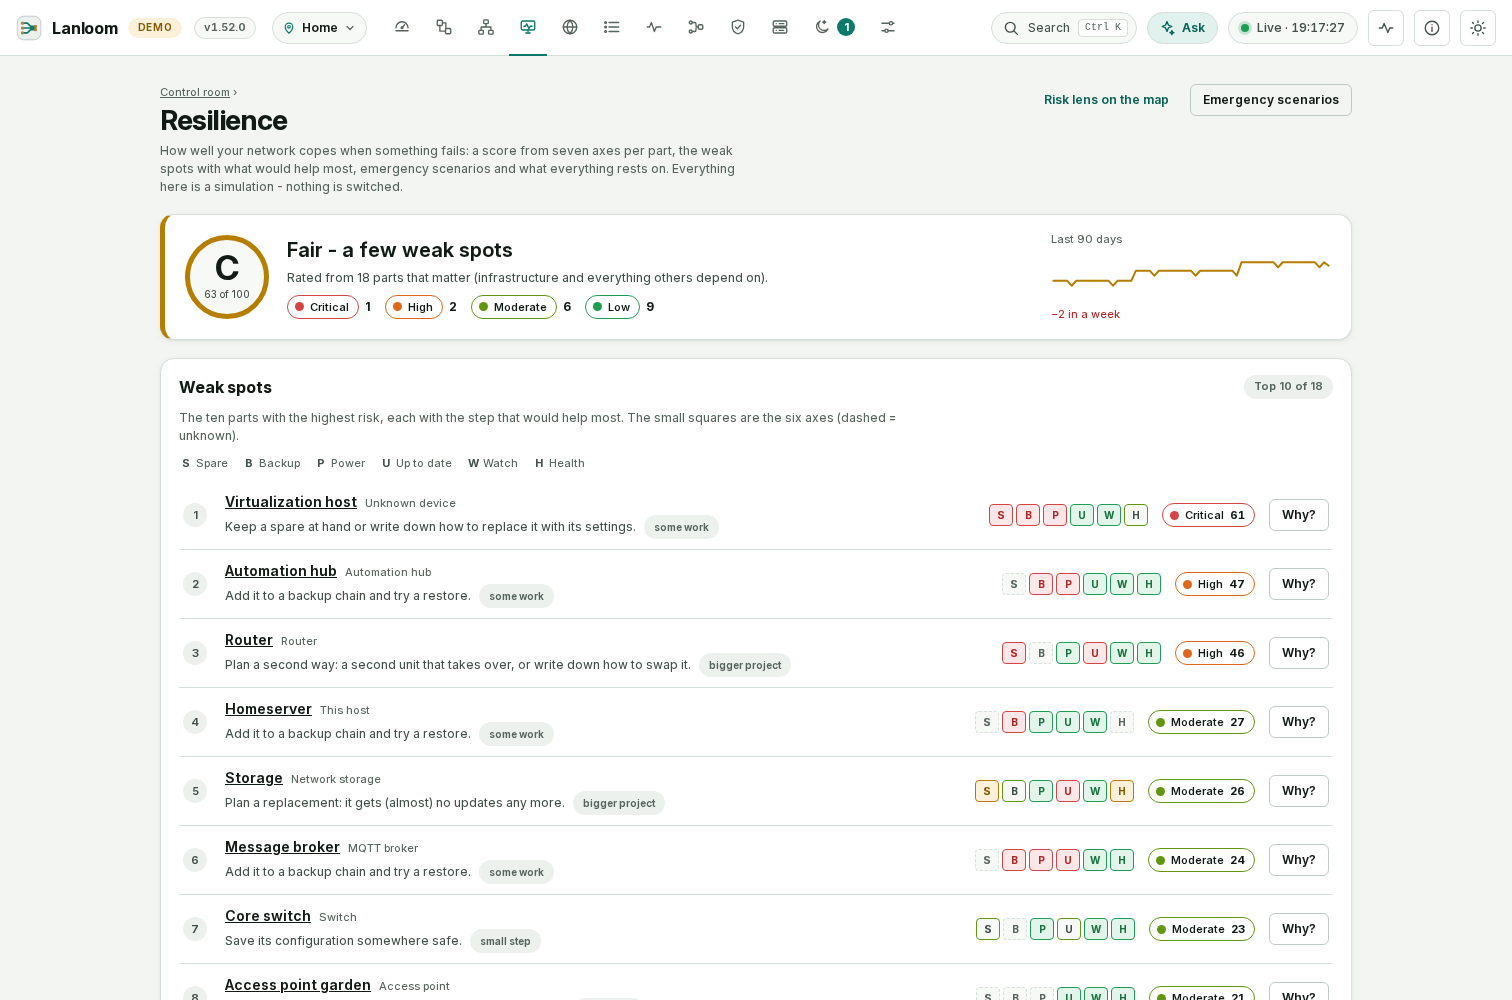 Lanloom DEMO v1.52.0 Home 1 Search Ctrl K Ask Live · 19:17:27
Control room ›
Resilience
Risk lens on the map Emergency scenarios
How well your network copes when something fails: a score from seven axes per part, the weak
spots with what would help most, emergency scenarios and what everything rests on. Everything
here is a simulation - nothing is switched.
C
63 of 100
Fair - a few weak spots
Rated from 18 parts that matter (infrastructure and everything others depend on).
Critical 1 High 2 Moderate 6 Low 9
Last 90 days
−2 in a week
Weak spots
Top 10 of 18
The ten parts with the highest risk, each with the step that would help most. The small squares are the six axes (dashed =
unknown).
S Spare B Backup P Power U Up to date W Watch H Health
1 Virtualization host Unknown device
Keep a spare at hand or write down how to replace it with its settings. some work
S B P U W H Critical 61 Why?
2 Automation hub Automation hub
Add it to a backup chain and try a restore. some work
S B P U W H High 47 Why?
3 Router Router
Plan a second way: a second unit that takes over, or write down how to swap it. bigger project
S B P U W H High 46 Why?
4 Homeserver This host
Add it to a backup chain and try a restore. some work
S B P U W H Moderate 27 Why?
5 Storage Network storage
Plan a replacement: it gets (almost) no updates any more. bigger project
S B P U W H Moderate 26 Why?
6 Message broker MQTT broker
Add it to a backup chain and try a restore. some work
S B P U W H Moderate 24 Why?
7 Core switch Switch
Save its configuration somewhere safe. small step
S B P U W H Moderate 23 Why?
8 Access point garden Access point
S B P U W H Moderate 21 Why?